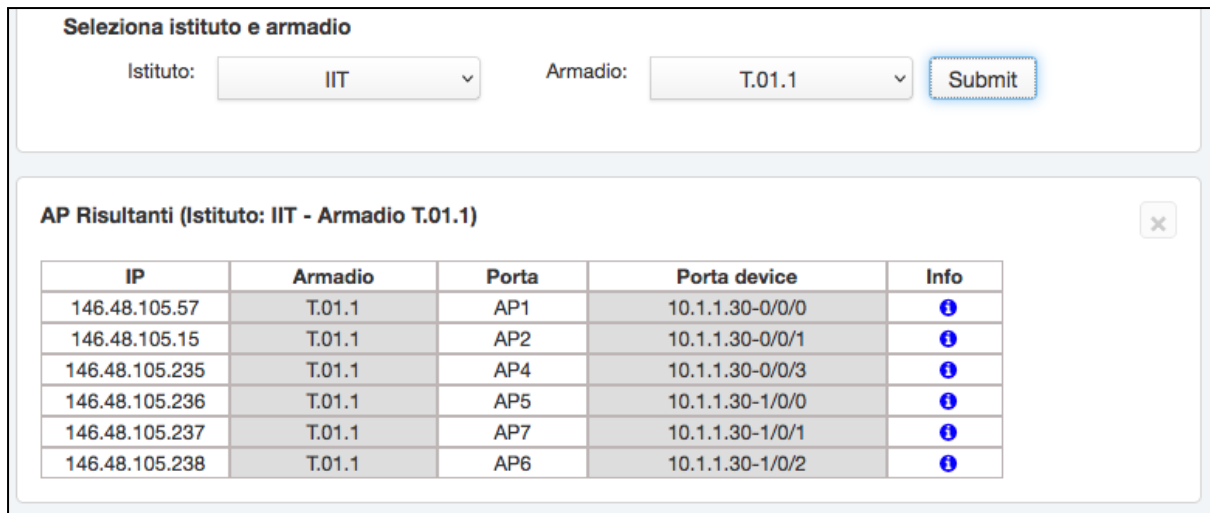 Seleziona istituto e armadio
Istituto: IIT Armadio: T.01.1 Submit
AP Risultanti (Istituto: IIT - Armadio T.01.1)
IP Armadio Porta Porta device Info
146.48.105.57 T.01.1 AP1 10.1.1.30-0/0/0
146.48.105.15 T.01.1 AP2 10.1.1.30-0/0/1
146.48.105.235 T.01.1 AP4 10.1.1.30-0/0/3
146.48.105.236 T.01.1 AP5 10.1.1.30-1/0/0
146.48.105.237 T.01.1 AP7 10.1.1.30-1/0/1
146.48.105.238 T.01.1 AP6 10.1.1.30-1/0/2